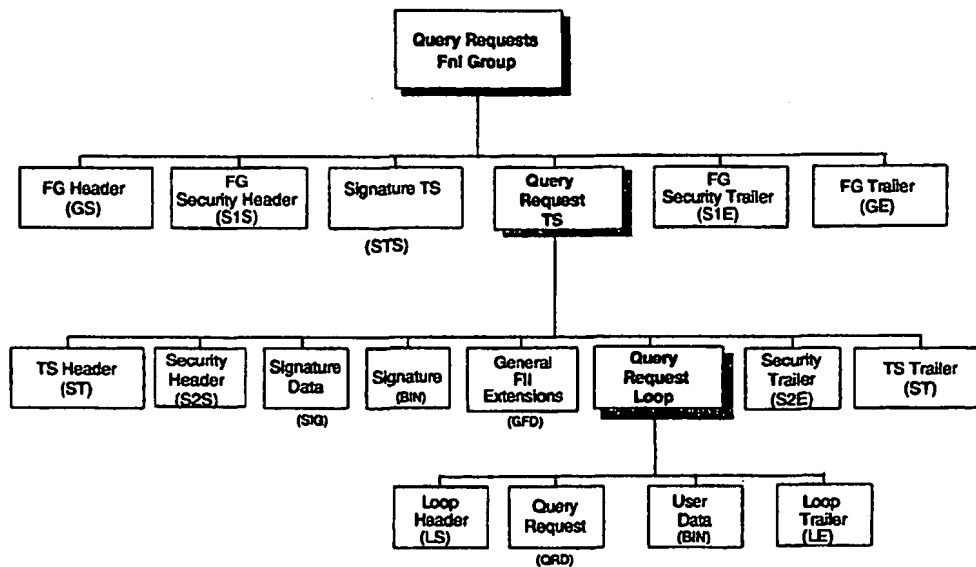 Query Requests
Fnl Group
FG Header
(GS)
FG
Security Header
(S1S)
Signature TS
(STS)
Query
Request
TS
FG
Security Trailer
(S1E)
FG Trailer
(GE)
TS Header
(ST)
Security
Header
(S2S)
Signature
Data
(SIG)
Signature
(BIN)
General
FII
Extensions
(GFD)
Query
Request
Loop
Security
Trailer
(S2E)
TS Trailer
(ST)
Loop
Header
(LS)
Query
Request
(QRD)
User
Data
(BIN)
Loop
Trailer
(LE)